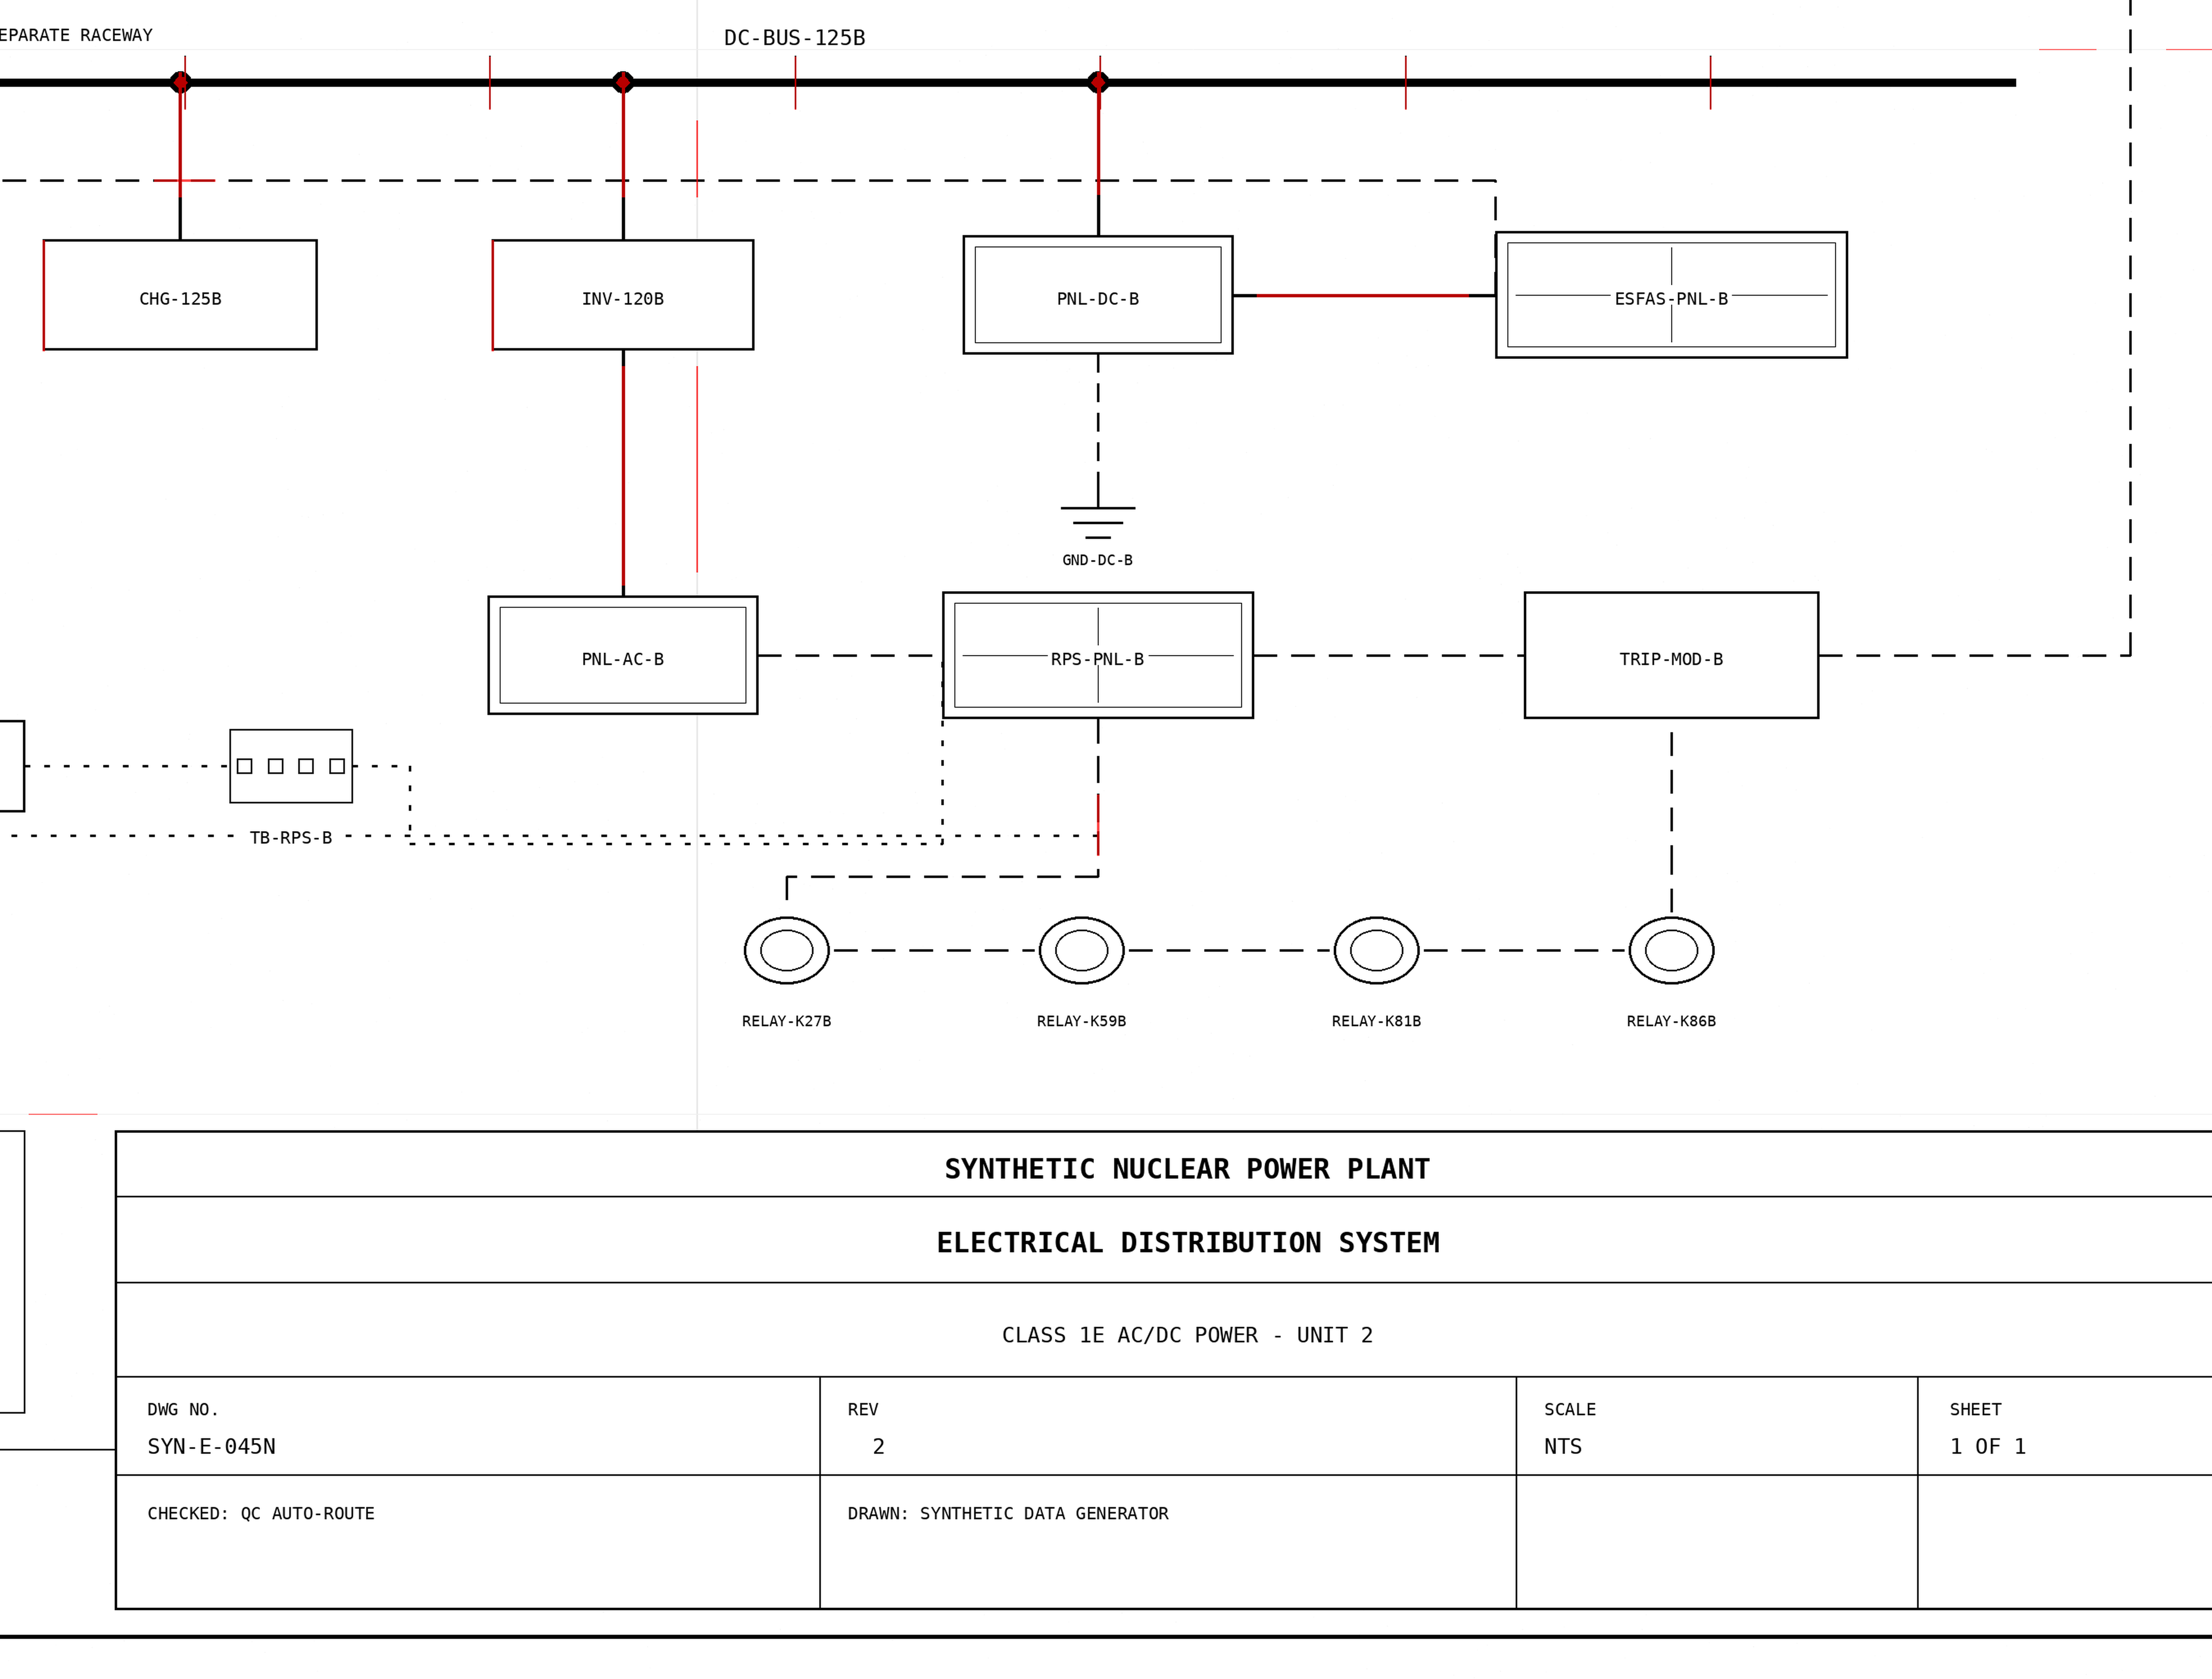 EPARATE RACEWAY
DC-BUS-125B
CHG-125B
INV-120B
PNL-DC-B
ESFAS-PNL-B
GND-DC-B
PNL-AC-B
RPS-PNL-B
TRIP-MOD-B
TB-RPS-B
RELAY-K27B
RELAY-K59B
RELAY-K81B
RELAY-K86B
SYNTHETIC NUCLEAR POWER PLANT
ELECTRICAL DISTRIBUTION SYSTEM
CLASS 1E AC/DC POWER - UNIT 2
DWG NO.
SYN-E-045N
REV
2
SCALE
NTS
SHEET
1 OF 1
CHECKED: QC AUTO-ROUTE
DRAWN: SYNTHETIC DATA GENERATOR